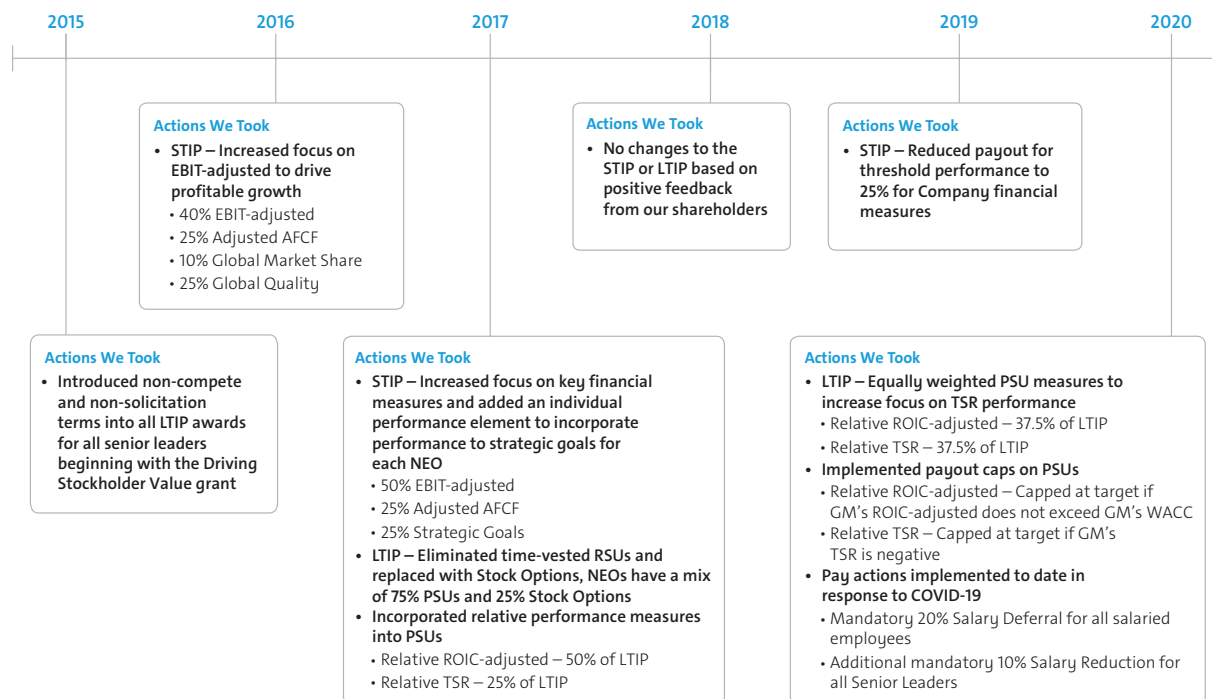 2015
2016
2017
2018
2019
2020
Actions We Took
• STIP – Increased focus on
EBIT-adjusted to drive
profitable growth
• 40% EBIT-adjusted
• 25% Adjusted AFCF
• 10% Global Market Share
• 25% Global Quality
Actions We Took
• No changes to the
STIP or LTIP based on
positive feedback
from our shareholders
Actions We Took
• STIP – Reduced payout for
threshold performance to
25% for Company financial
measures
Actions We Took
• Introduced non-compete
and non-solicitation
terms into all LTIP awards
for all senior leaders
beginning with the Driving
Stockholder Value grant
Actions We Took
• STIP – Increased focus on key financial
measures and added an individual
performance element to incorporate
performance to strategic goals for
each NEO
• 50% EBIT-adjusted
• 25% Adjusted AFCF
• 25% Strategic Goals
• LTIP – Eliminated time-vested RSUs and
replaced with Stock Options, NEOs have a mix
of 75% PSUs and 25% Stock Options
• Incorporated relative performance measures
into PSUs
• Relative ROIC-adjusted – 50% of LTIP
• Relative TSR – 25% of LTIP
Actions We Took
• LTIP – Equally weighted PSU measures to
increase focus on TSR performance
• Relative ROIC-adjusted – 37.5% of LTIP
• Relative TSR – 37.5% of LTIP
• Implemented payout caps on PSUs
• Relative ROIC-adjusted – Capped at target if
GM's ROIC-adjusted does not exceed GM's WACC
• Relative TSR – Capped at target if GM's
TSR is negative
• Pay actions implemented to date in
response to COVID-19
• Mandatory 20% Salary Deferral for all salaried
employees
• Additional mandatory 10% Salary Reduction for
all Senior Leaders